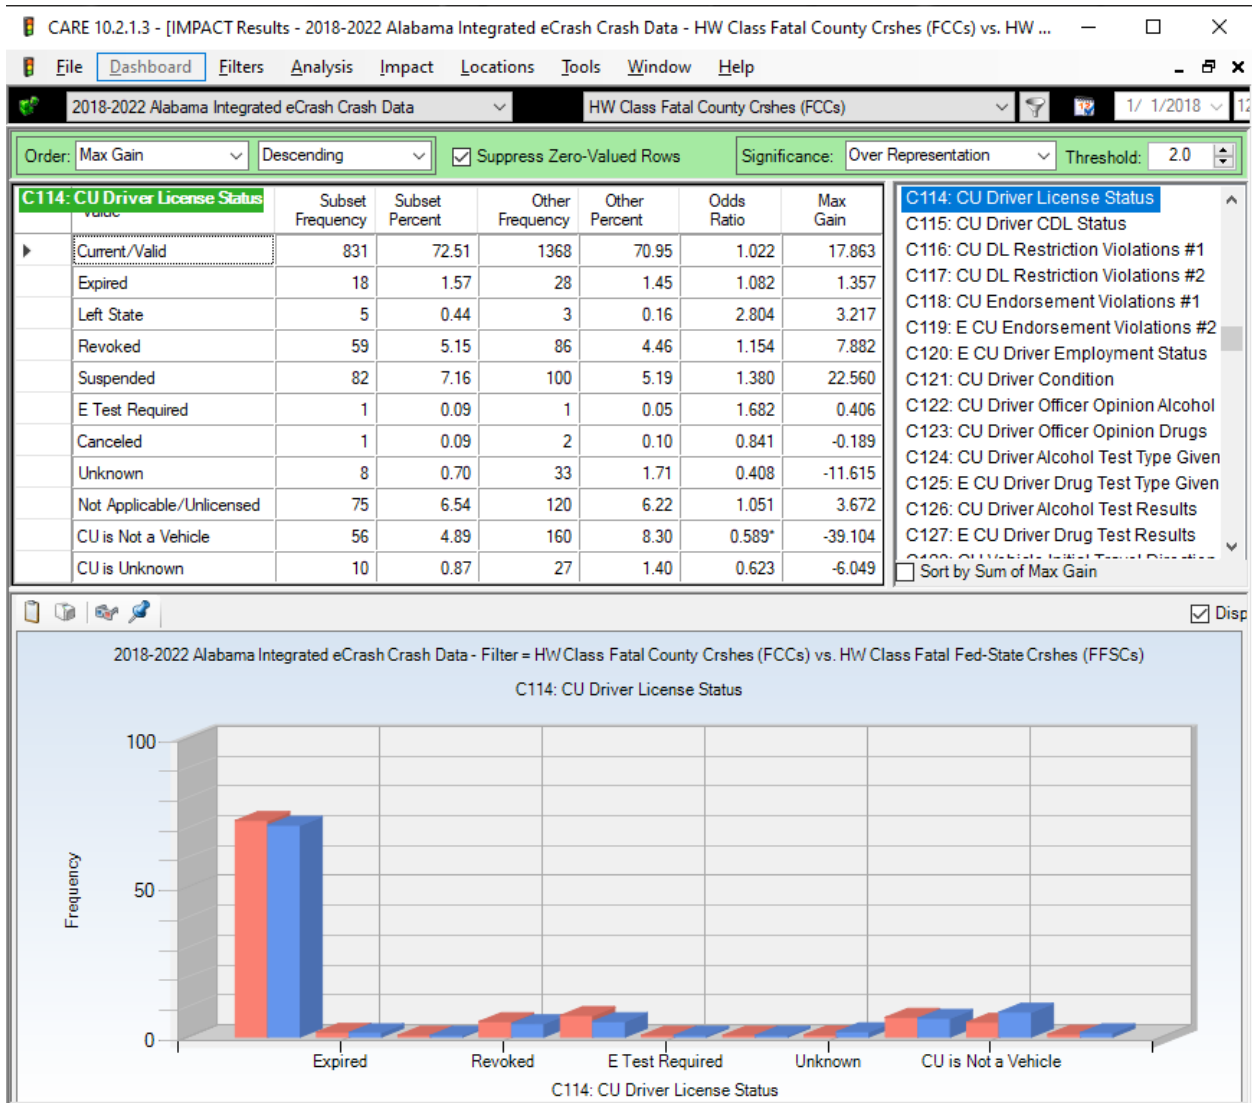 CARE 10.2.1.3 - [IMPACT Results - 2018-2022 Alabama Integrated eCrash Crash Data - HW Class Fatal County Crshes (FCCs) vs. HW ...
File Dashboard Filters Analysis Impact Locations Tools Window Help
2018-2022 Alabama Integrated eCrash Crash Data HW Class Fatal County Crshes (FCCs) 1/ 1/2018 12
Order: Max Gain Descending Suppress Zero-Valued Rows Significance: Over Representation Threshold: 2.0
C114: CU Driver License Status Subset Frequency Subset Percent Other Frequency Other Percent Odds Ratio Max Gain
Current/Valid 831 72.51 1368 70.95 1.022 17.863
Expired 18 1.57 28 1.45 1.082 1.357
Left State 5 0.44 3 0.16 2.804 3.217
Revoked 59 5.15 86 4.46 1.154 7.882
Suspended 82 7.16 100 5.19 1.380 22.560
E Test Required 1 0.09 1 0.05 1.682 0.406
Canceled 1 0.09 2 0.10 0.841 -0.189
Unknown 8 0.70 33 1.71 0.408 -11.615
Not Applicable/Unlicensed 75 6.54 120 6.22 1.051 3.672
CU is Not a Vehicle 56 4.89 160 8.30 0.589* -39.104
CU is Unknown 10 0.87 27 1.40 0.623 -6.049
C114: CU Driver License Status
C115: CU Driver CDL Status
C116: CU DL Restriction Violations #1
C117: CU DL Restriction Violations #2
C118: CU Endorsement Violations #1
C119: E CU Endorsement Violations #2
C120: E CU Driver Employment Status
C121: CU Driver Condition
C122: CU Driver Officer Opinion Alcohol
C123: CU Driver Officer Opinion Drugs
C124: CU Driver Alcohol Test Type Given
C125: E CU Driver Drug Test Type Given
C126: CU Driver Alcohol Test Results
C127: E CU Driver Drug Test Results
Sort by Sum of Max Gain
Disp
2018-2022 Alabama Integrated eCrash Crash Data - Filter = HW Class Fatal County Crshes (FCCs) vs. HW Class Fatal Fed-State Crshes (FFSCs)
C114: CU Driver License Status
100
50
0
Frequency
Expired Revoked E Test Required Unknown CU is Not a Vehicle
C114: CU Driver License Status